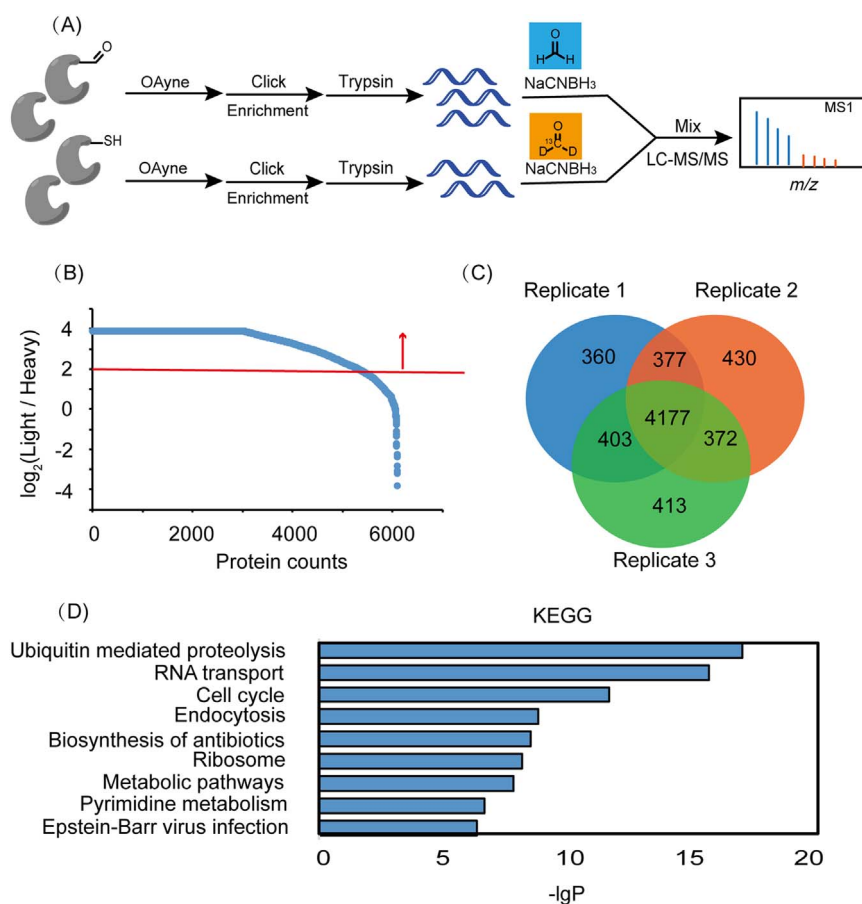 (A)
O
OAyne
Click
Enrichment
Trypsin
O
H H
NaCNBH3
SH
OAyne
Click
Enrichment
Trypsin
O
13C
D D
NaCNBH3
Mix
LC-MS/MS
MS1
m/z
(B)
log2(Light / Heavy)
4
2
0
-2
-4
0 2000 4000 6000
Protein counts
(C)
Replicate 1 Replicate 2
360 377 430
4177
403 372
413
Replicate 3
(D)
KEGG
Ubiquitin mediated proteolysis
RNA transport
Cell cycle
Endocytosis
Biosynthesis of antibiotics
Ribosome
Metabolic pathways
Pyrimidine metabolism
Epstein-Barr virus infection
0 5 10 15 20
-lgP